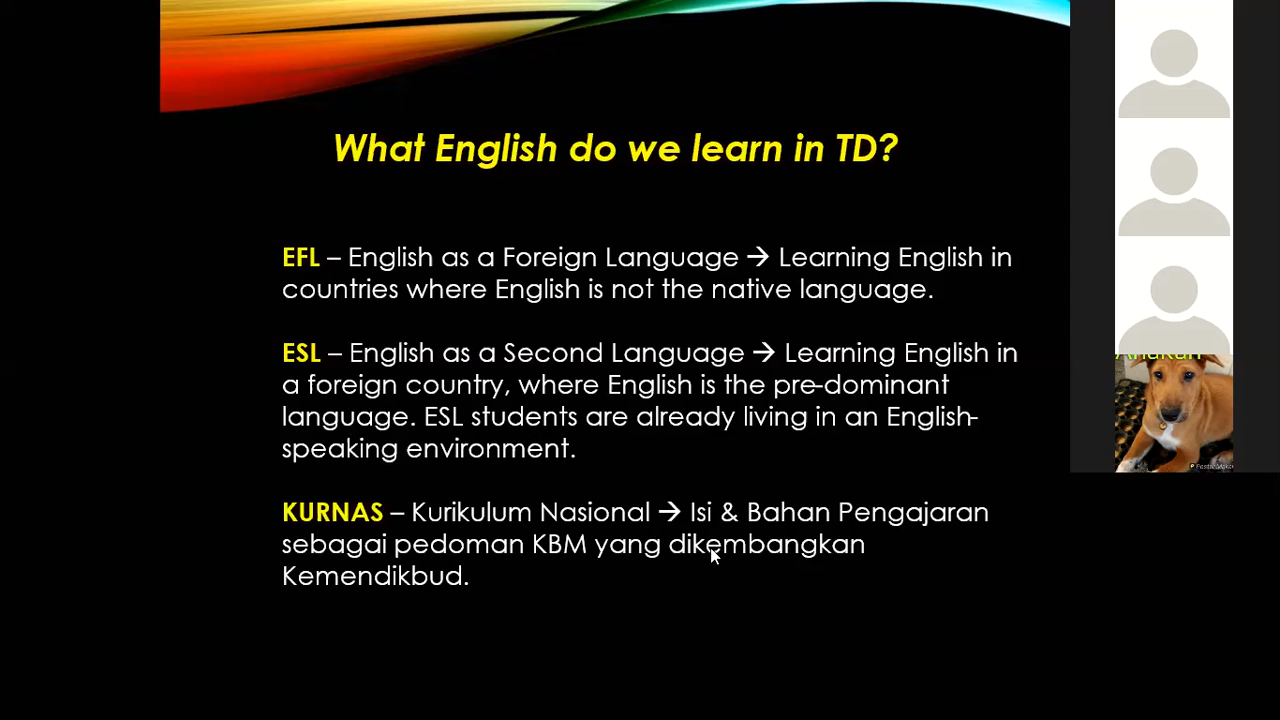 What English do we learn in TD?
EFL – English as a Foreign Language → Learning English in
countries where English is not the native language.
ESL – English as a Second Language → Learning English in
a foreign country, where English is the pre-dominant
language. ESL students are already living in an English-
speaking environment.
KURNAS – Kurikulum Nasional → Isi & Bahan Pengajaran
sebagai pedoman KBM yang dikembangkan
Kemendikbud.